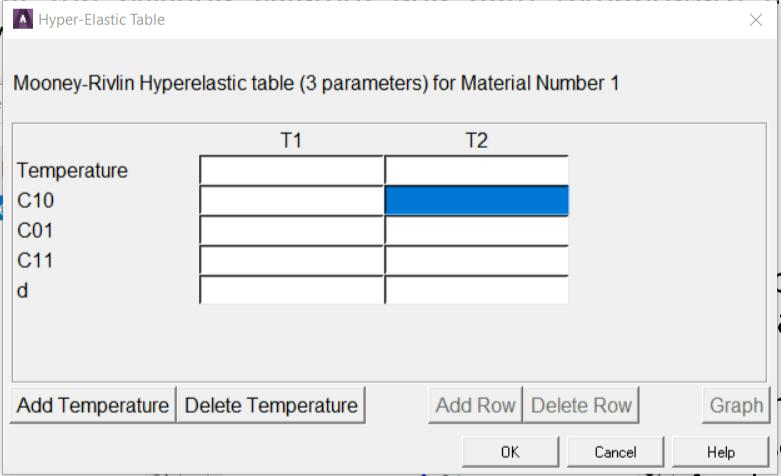 Hyper-Elastic Table
Mooney-Rivlin Hyperelastic table (3 parameters) for Material Number 1
T1 T2
Temperature
C10
C01
C11
d
Add Temperature Delete Temperature Add Row Delete Row Graph
OK Cancel Help